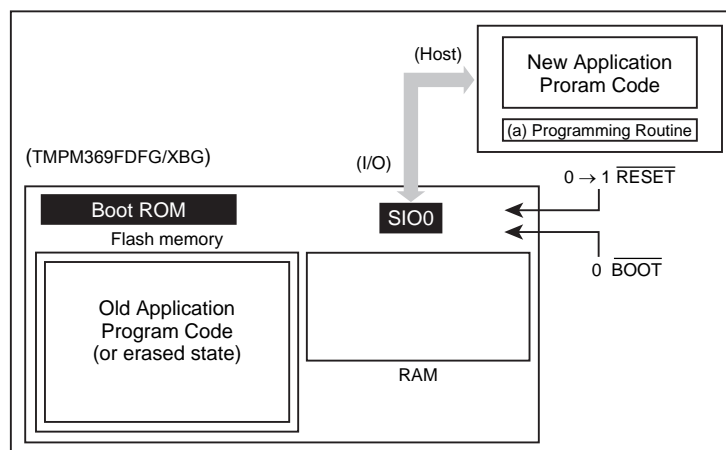 (Host)
New Application
Proram Code
(a) Programming Routine
(TMPM369FDFG/XBG)
(I/O)
0 → 1 RESET
Boot ROM
SIO0
Flash memory
0 BOOT
Old Application
Program Code
(or erased state)
RAM